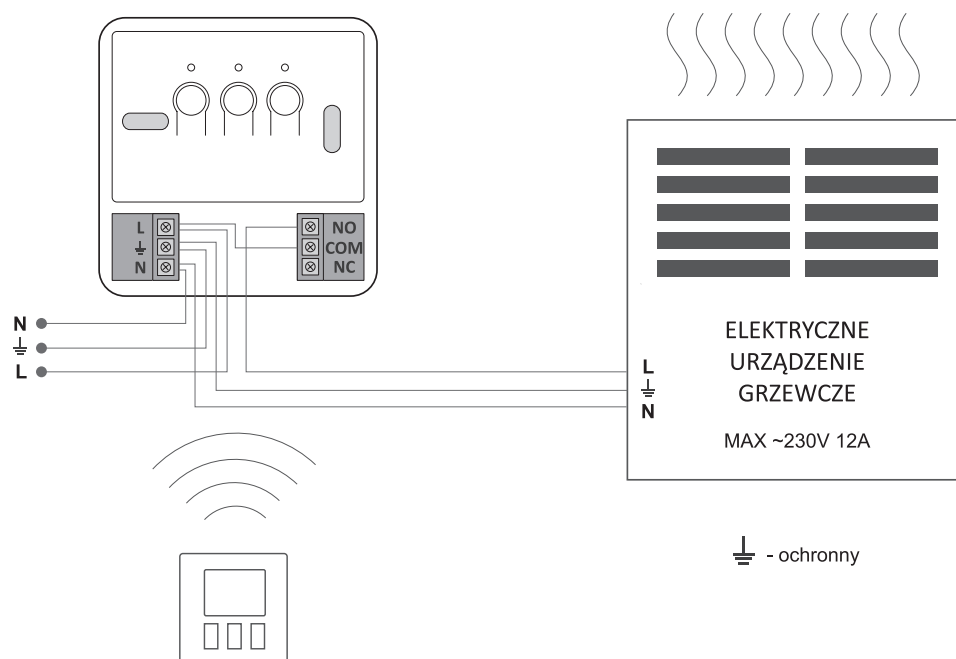 L
N
NO
COM
NC
N
L
ELEKTRYCZNE
URZĄDZENIE
GRZEWCZE
MAX ~230V 12A
L
N
- ochronny